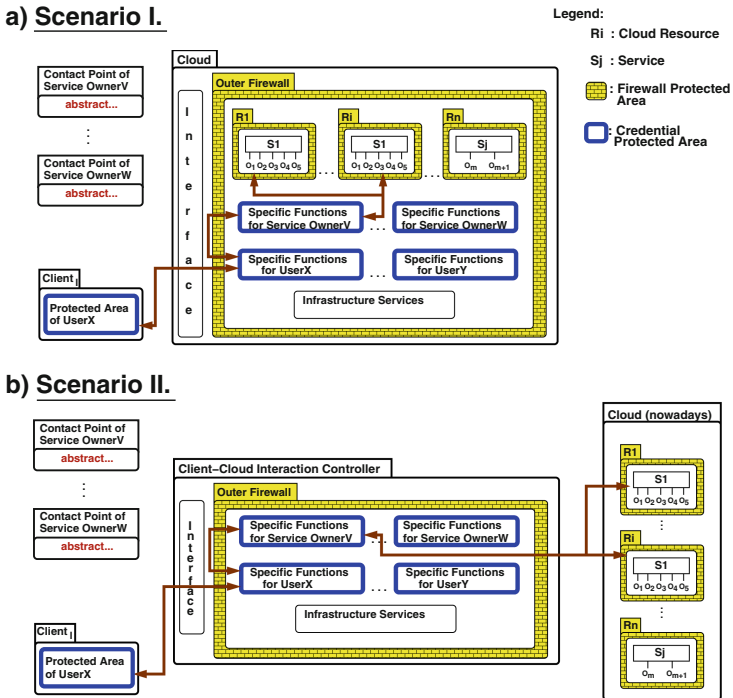 a) Scenario I.
Legend:
Ri : Cloud Resource
Sj : Service
: Firewall Protected
Area
: Credential
Protected Area
Contact Point of
Service OwnerV
abstract...
⋮
Contact Point of
Service OwnerW
abstract...
Client I
Protected Area
of UserX
Cloud
Interface
Outer Firewall
R1
S1
O1 O2 O3 O4 O5
...
Ri
S1
O1 O2 O3 O4 O5
...
Rn
Sj
Om Om+1
Specific Functions
for Service OwnerV
...
Specific Functions
for Service OwnerW
Specific Functions
for UserX
...
Specific Functions
for UserY
Infrastructure Services
b) Scenario II.
Contact Point of
Service OwnerV
abstract...
⋮
Contact Point of
Service OwnerW
abstract...
Client I
Protected Area
of UserX
Client–Cloud Interaction Controller
Interface
Outer Firewall
Specific Functions
for Service OwnerV
...
Specific Functions
for Service OwnerW
Specific Functions
for UserX
...
Specific Functions
for UserY
Infrastructure Services
Cloud (nowadays)
R1
S1
O1 O2 O3 O4 O5
⋮
Ri
S1
O1 O2 O3 O4 O5
⋮
Rn
Sj
Om Om+1